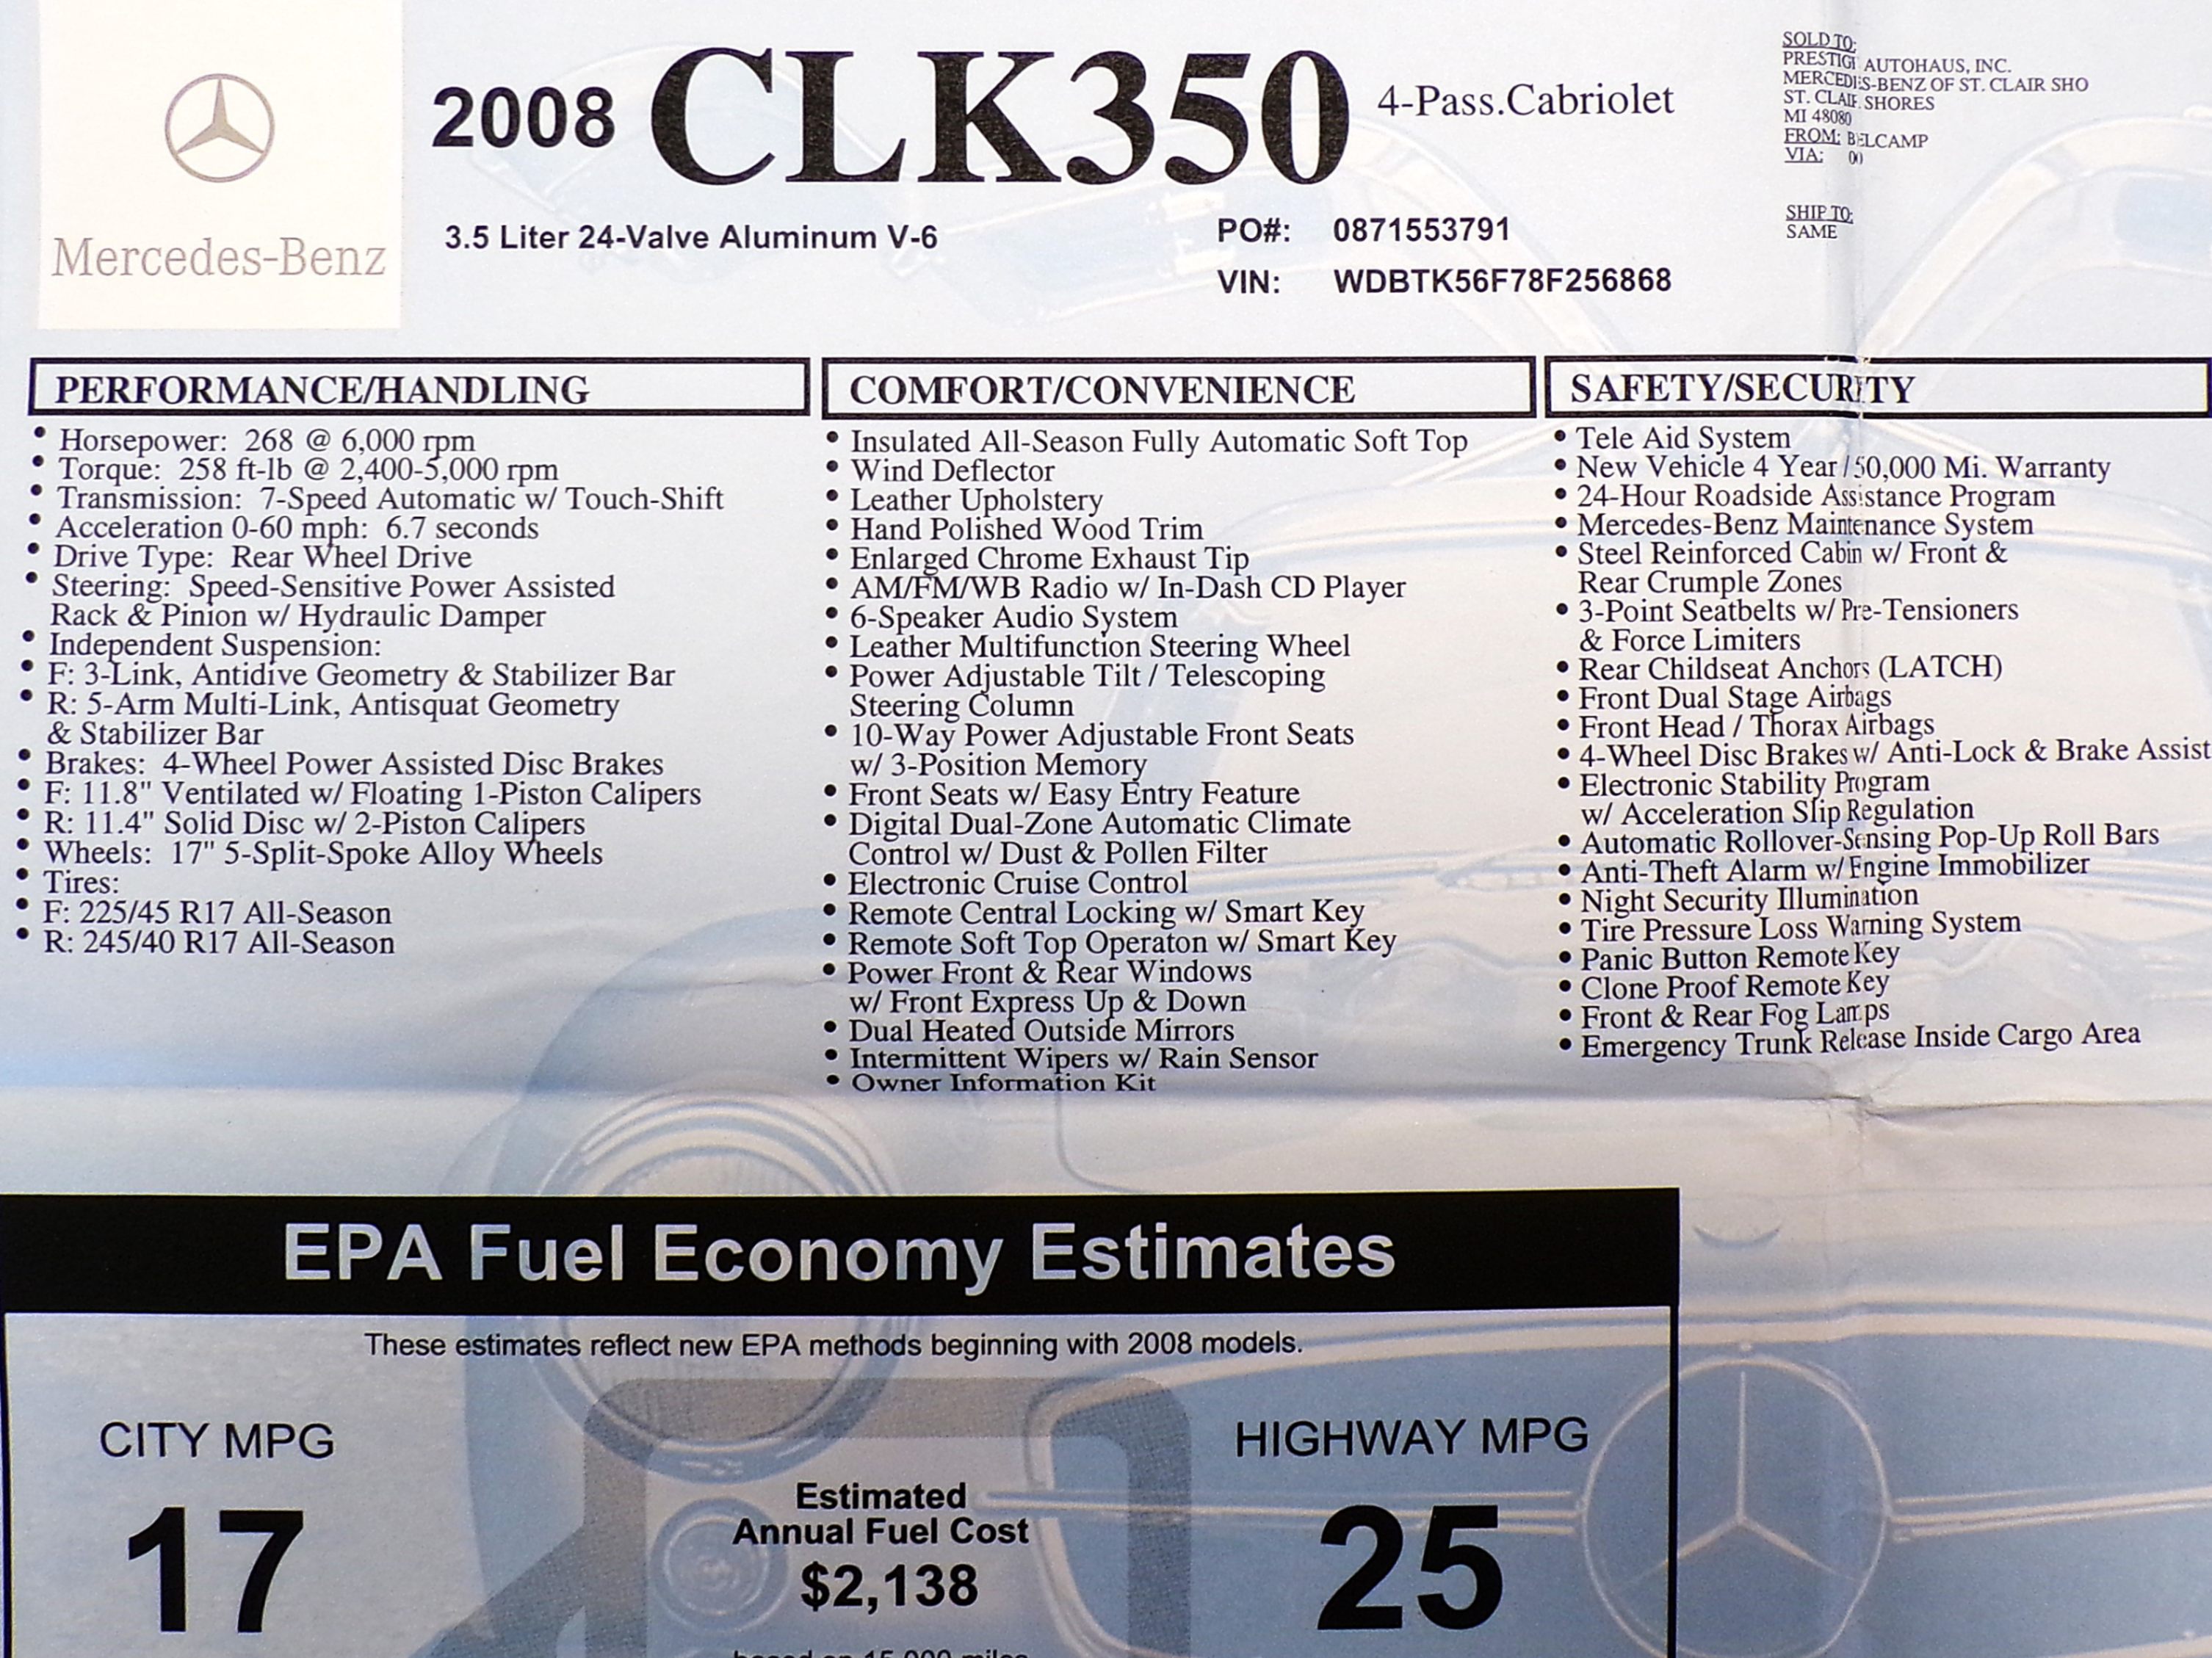 Mercedes-Benz
2008 CLK350 4-Pass.Cabriolet
3.5 Liter 24-Valve Aluminum V-6
PO#: 0871553791
VIN: WDBTK56F78F256868
SOLD TO:
PRESTIGE AUTOHAUS, INC.
MERCEDES-BENZ OF ST. CLAIR SHO
ST. CLAIR SHORES
MI 48080
FROM: BELCAMP
VIA: 00
SHIP TO:
SAME
PERFORMANCE/HANDLING
• Horsepower: 268 @ 6,000 rpm
• Torque: 258 ft-lb @ 2,400-5,000 rpm
• Transmission: 7-Speed Automatic w/ Touch-Shift
• Acceleration 0-60 mph: 6.7 seconds
• Drive Type: Rear Wheel Drive
• Steering: Speed-Sensitive Power Assisted
Rack & Pinion w/ Hydraulic Damper
• Independent Suspension:
• F: 3-Link, Antidive Geometry & Stabilizer Bar
• R: 5-Arm Multi-Link, Antisquat Geometry
& Stabilizer Bar
• Brakes: 4-Wheel Power Assisted Disc Brakes
• F: 11.8" Ventilated w/ Floating 1-Piston Calipers
• R: 11.4" Solid Disc w/ 2-Piston Calipers
• Wheels: 17" 5-Split-Spoke Alloy Wheels
• Tires:
• F: 225/45 R17 All-Season
• R: 245/40 R17 All-Season
COMFORT/CONVENIENCE
• Insulated All-Season Fully Automatic Soft Top
• Wind Deflector
• Leather Upholstery
• Hand Polished Wood Trim
• Enlarged Chrome Exhaust Tip
• AM/FM/WB Radio w/ In-Dash CD Player
• 6-Speaker Audio System
• Leather Multifunction Steering Wheel
• Power Adjustable Tilt / Telescoping
Steering Column
• 10-Way Power Adjustable Front Seats
w/ 3-Position Memory
• Front Seats w/ Easy Entry Feature
• Digital Dual-Zone Automatic Climate
Control w/ Dust & Pollen Filter
• Electronic Cruise Control
• Remote Central Locking w/ Smart Key
• Remote Soft Top Operaton w/ Smart Key
• Power Front & Rear Windows
w/ Front Express Up & Down
• Dual Heated Outside Mirrors
• Intermittent Wipers w/ Rain Sensor
• Owner Information Kit
SAFETY/SECURITY
• Tele Aid System
• New Vehicle 4 Year / 50,000 Mi. Warranty
• 24-Hour Roadside Assistance Program
• Mercedes-Benz Maintenance System
• Steel Reinforced Cabin w/ Front &
Rear Crumple Zones
• 3-Point Seatbelts w/ Pre-Tensioners
& Force Limiters
• Rear Childseat Anchors (LATCH)
• Front Dual Stage Airbags
• Front Head / Thorax Airbags
• 4-Wheel Disc Brakes w/ Anti-Lock & Brake Assist
• Electronic Stability Program
w/ Acceleration Slip Regulation
• Automatic Rollover-Sensing Pop-Up Roll Bars
• Anti-Theft Alarm w/ Engine Immobilizer
• Night Security Illumination
• Tire Pressure Loss Warning System
• Panic Button Remote Key
• Clone Proof Remote Key
• Front & Rear Fog Lamps
• Emergency Trunk Release Inside Cargo Area
EPA Fuel Economy Estimates
These estimates reflect new EPA methods beginning with 2008 models.
CITY MPG
17
Estimated
Annual Fuel Cost
$2,138
based on 15,000 miles
HIGHWAY MPG
25